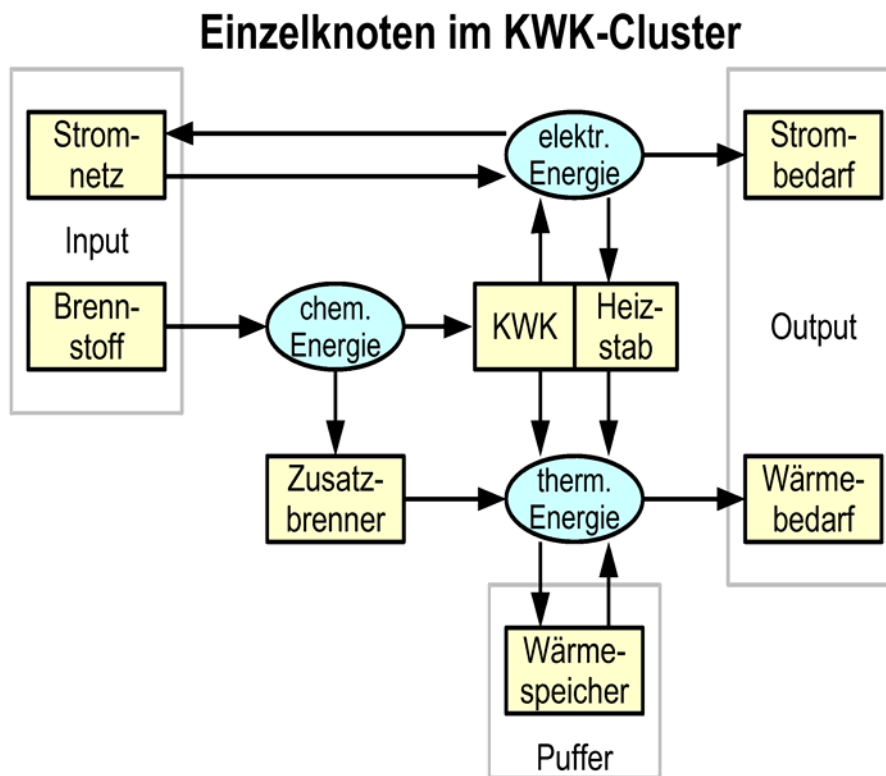 Einzelknoten im KWK-Cluster
Strom-
netz
elektr.
Energie
Strom-
bedarf
Input
Brenn-
stoff
chem.
Energie
KWK
Heiz-
stab
Output
Zusatz-
brenner
therm.
Energie
Wärme-
bedarf
Wärme-
speicher
Puffer